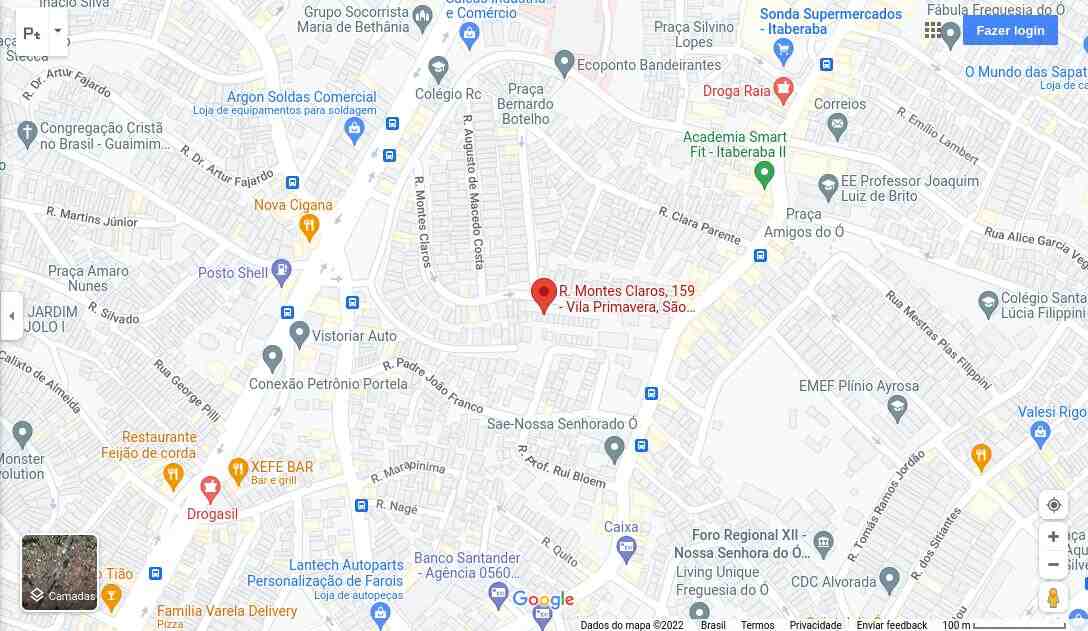 Inácio Silva
Grupo Socorrista
Maria de Bethânia
e Comércio
Praça Silvino
Lopes
Sonda Supermercados
- Itaberaba
Fábula Freguesia do Ó
Fazer login
Pt
R. Dr. Artur Fajardo
Colégio Rc
Ecoponto Bandeirantes
O Mundo das Sapat
Loja de ca
Praça
Bernardo
Botelho
Droga Raia
Correios
Argon Soldas Comercial
Loja de equipamentos para soldagem
Congregação Cristã
no Brasil - Guaimim...
R. Dr. Artur Fajardo
R. Augusto de Macedo Costa
R. Montes Claros
Academia Smart
Fit - Itaberaba II
R. Emílio Lambert
EE Professor Joaquim
Luiz de Brito
Nova Cigana
R. Martins Júnior
R. Clara Parente
Praça
Amigos do Ó
Rua Alice Garcia Veg
Posto Shell
Praça Amaro
Nunes
R. Silvado
JARDIM
JOLO I
R. Montes Claros, 159
- Vila Primavera, São...
Rua Mestras Pias Filippini
Colégio Santa
Lúcia Filippini
Vistoriar Auto
Calixto de Almeida
Rua George Pilli
Conexão Petrônio Portela
R. Padre João Franco
EMEF Plínio Ayrosa
Valesi Rigo
Sae-Nossa Senhorado Ó
Monster
volution
Restaurante
Feijão de corda
XEFE BAR
Bar e grill
R. Matapinima
R. Prof. Rui Bloem
R. Tomás Ramos Jordão
R. dos Sitiantes
Drogasil
R. Nagé
Caixa
R. Quito
Foro Regional XII -
Nossa Senhora do Ó...
Living Unique
Freguesia do Ó
CDC Alvorada
Banco Santander
- Agência 0560...
Lantech Autoparts
Personalização de Farois
Loja de autopeças
Tião
Camadas
Família Varela Delivery
Pizza
Google
Dados do mapa ©2022 Brasil Termos Privacidade Enviar feedback 100 m